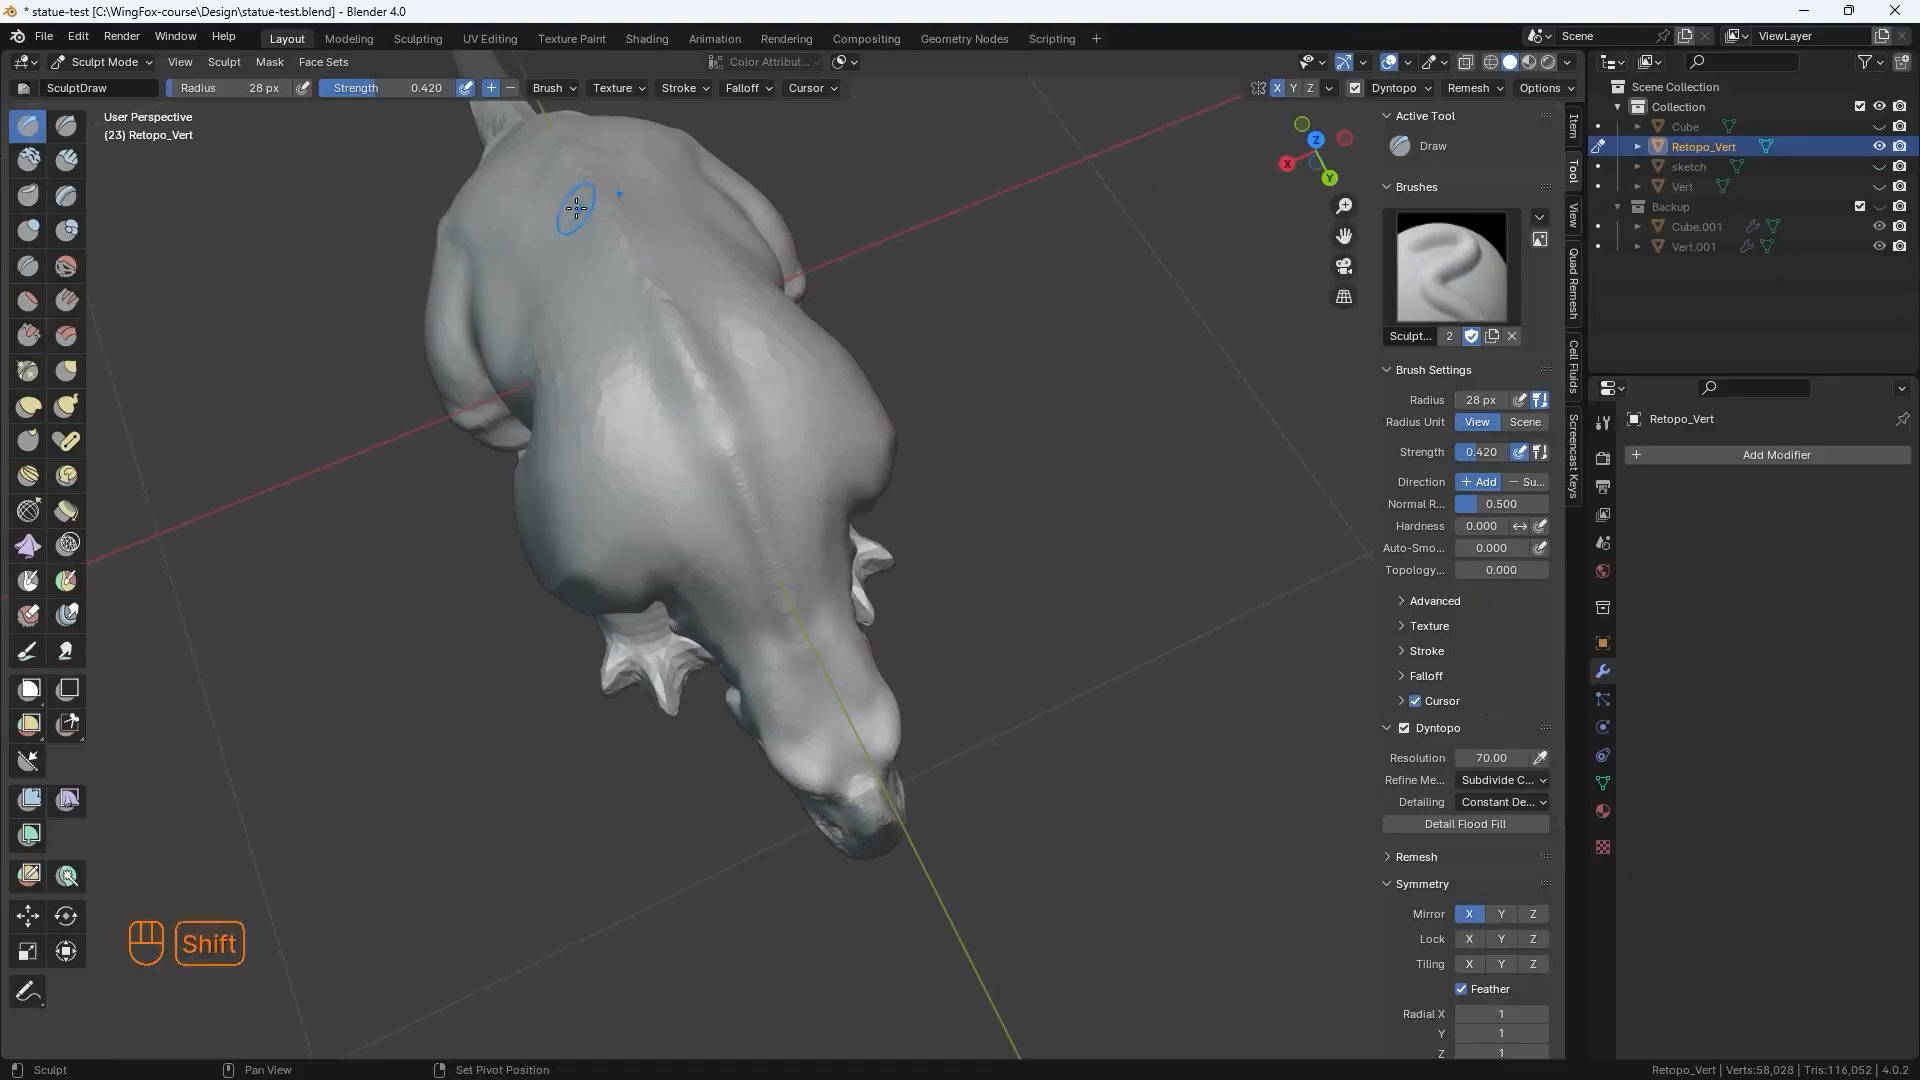 * statue-test [C:\WingFox-course\Design\statue-test.blend] - Blender 4.0
File Edit Render Window Help Layout Modeling Sculpting UV Editing Texture Paint Shading Animation Rendering Compositing Geometry Nodes Scripting + Scene ViewLayer
Sculpt Mode View Sculpt Mask Face Sets Color Attribut...
SculptDraw Radius 28 px Strength 0.420 Brush Texture Stroke Falloff Cursor X Y Z Dyntopo Remesh Options
User Perspective
(23) Retopo_Vert
X
Y
Z
Shift
Active Tool
Draw
Brushes
Sculpt... 2
Brush Settings
Radius 28 px
Radius Unit View Scene
Strength 0.420
Direction + Add — Su...
Normal R... 0.500
Hardness 0.000
Auto-Smo... 0.000
Topology... 0.000
Advanced
Texture
Stroke
Falloff
Cursor
Dyntopo
Resolution 70.00
Refine Me... Subdivide C...
Detailing Constant De...
Detail Flood Fill
Remesh
Symmetry
Mirror X Y Z
Lock X Y Z
Tiling X Y Z
Feather
Radial X 1
Y 1
Z 1
Item
Tool
View
Quad Remesh
Cell Fluids
Screencast Keys
Scene Collection
Collection
Cube
Retopo_Vert
sketch
Vert
Backup
Cube.001
Vert.001
Retopo_Vert
+ Add Modifier
Sculpt Pan View Set Pivot Position Retopo_Vert | Verts:58,028 | Tris:116,052 | 4.0.2